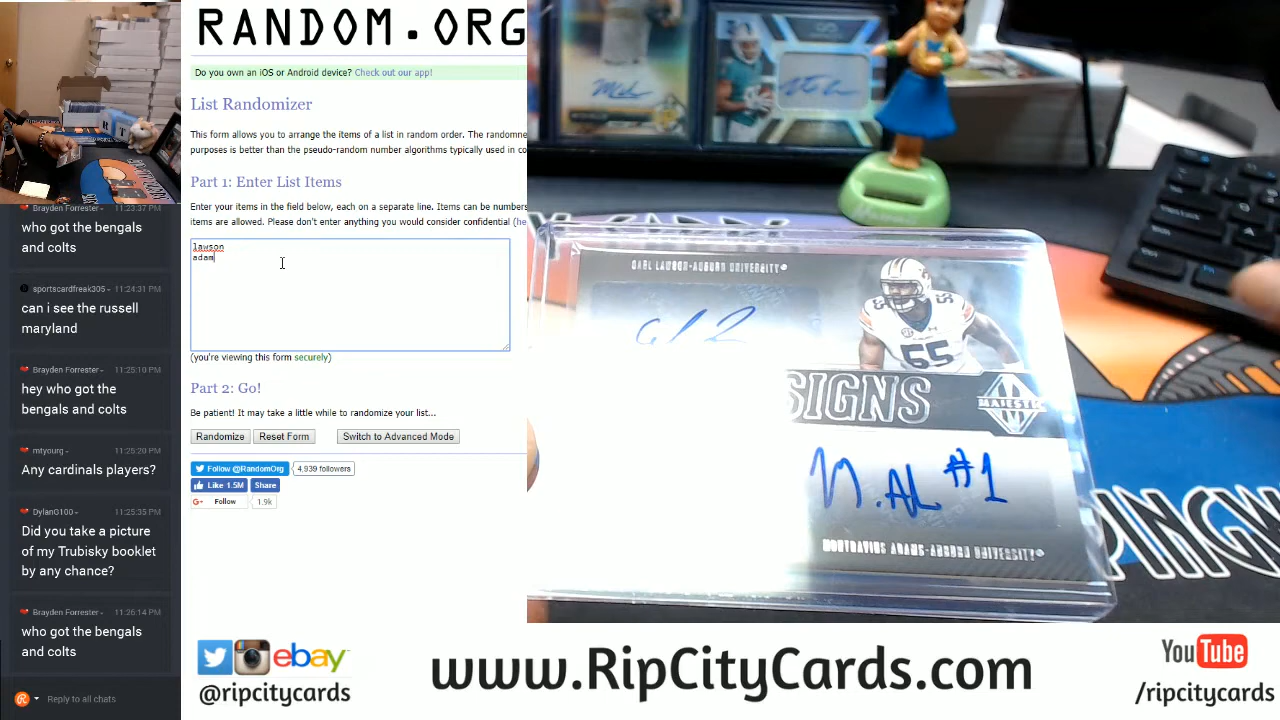 RANDOM.ORG
Do you own an iOS or Android device? Check out our app!
List Randomizer
This form allows you to arrange the items of a list in random order. The randomne
purposes is better than the pseudo-random number algorithms typically used in co
Part 1: Enter List Items
Enter your items in the field below, each on a separate line. Items can be numbers
items are allowed. Please don't enter anything you would consider confidential (he
lawson
adam
(you're viewing this form securely)
Part 2: Go!
Be patient! It may take a little while to randomize your list...
Randomize Reset Form Switch to Advanced Mode
Follow @RandomOrg 4,939 followers
Like 1.5M Share
G+ Follow 1.9k
Brayden Forrester- 11:23:37 PM
who got the bengals
and colts
sportscardfreak305- 11:24:31 PM
can i see the russell
maryland
Brayden Forrester- 11:25:10 PM
hey who got the
bengals and colts
mtyourg- 11:25:20 PM
Any cardinals players?
DylanG100- 11:25:35 PM
Did you take a picture
of my Trubisky booklet
by any chance?
Brayden Forrester- 11:26:14 PM
who got the bengals
and colts
Reply to all chats
CARL LAWSON-AUBURN UNIVERSITY®
55
SIGNS
MAJESTIC
#1
MONTRAVIUS ADAMS-AUBURN UNIVERSITY®
ebay
@ripcitycards
www.RipCityCards.com
YouTube
/ripcitycards